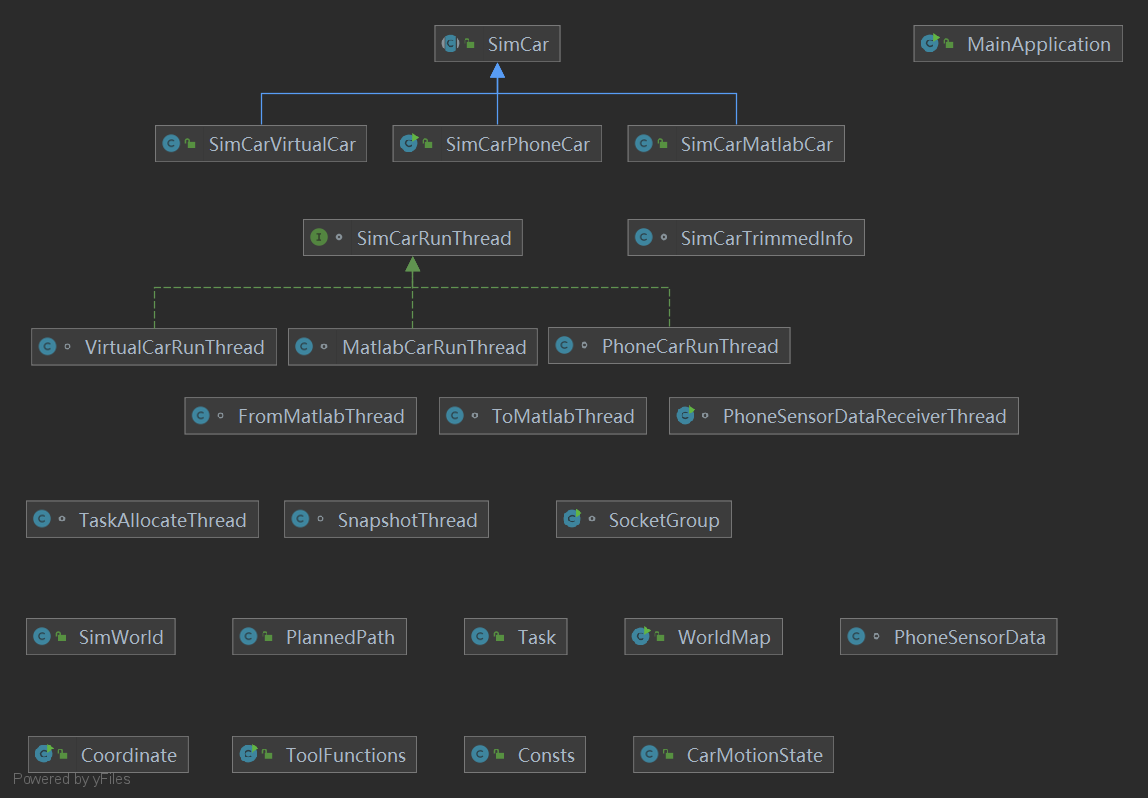 SimCar
MainApplication
SimCarVirtualCar
SimCarPhoneCar
SimCarMatlabCar
SimCarRunThread
SimCarTrimmedInfo
VirtualCarRunThread
MatlabCarRunThread
PhoneCarRunThread
FromMatlabThread
ToMatlabThread
PhoneSensorDataReceiverThread
TaskAllocateThread
SnapshotThread
SocketGroup
SimWorld
PlannedPath
Task
WorldMap
PhoneSensorData
Coordinate
ToolFunctions
Consts
CarMotionState
Powered by yFiles